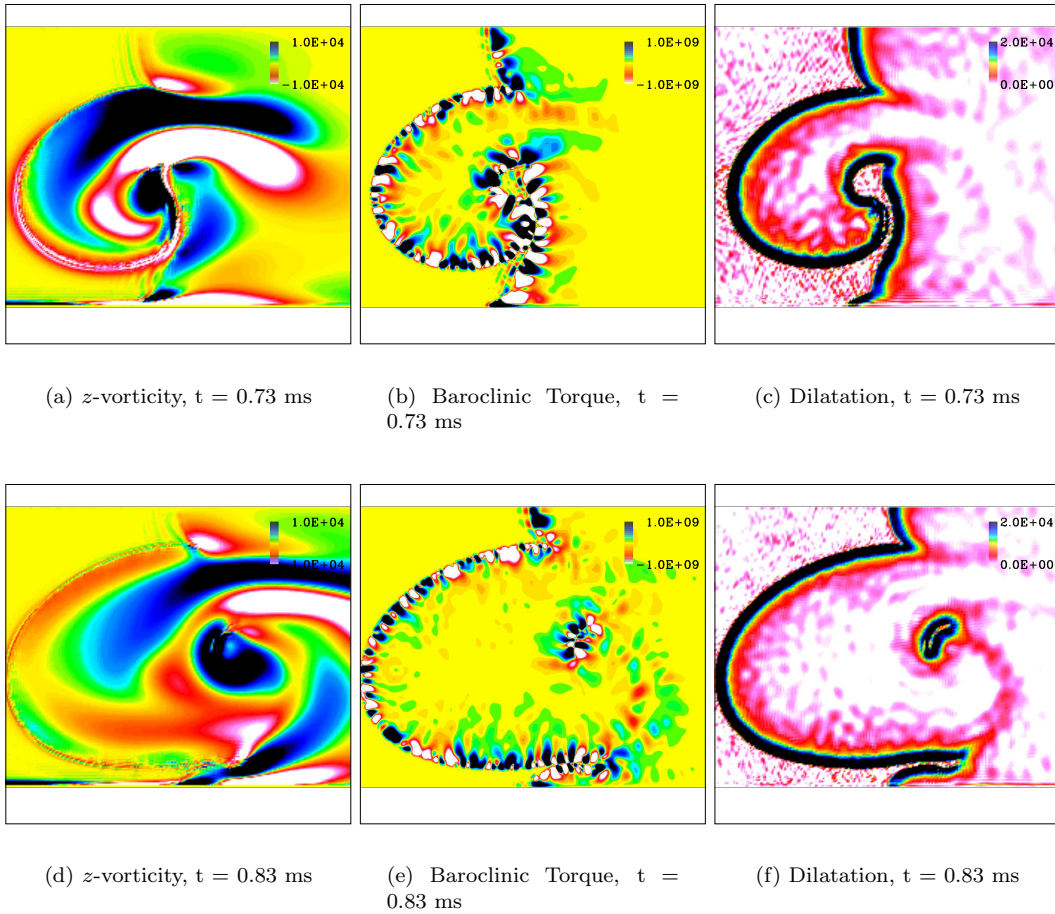 1.0E+04
-1.0E+04
1.0E+09
-1.0E+09
2.0E+04
0.0E+00
(a) z-vorticity, t = 0.73 ms
(b) Baroclinic Torque, t =
0.73 ms
(c) Dilatation, t = 0.73 ms
1.0E+04
-1.0E+04
1.0E+09
-1.0E+09
2.0E+04
0.0E+00
(d) z-vorticity, t = 0.83 ms
(e) Baroclinic Torque, t =
0.83 ms
(f) Dilatation, t = 0.83 ms